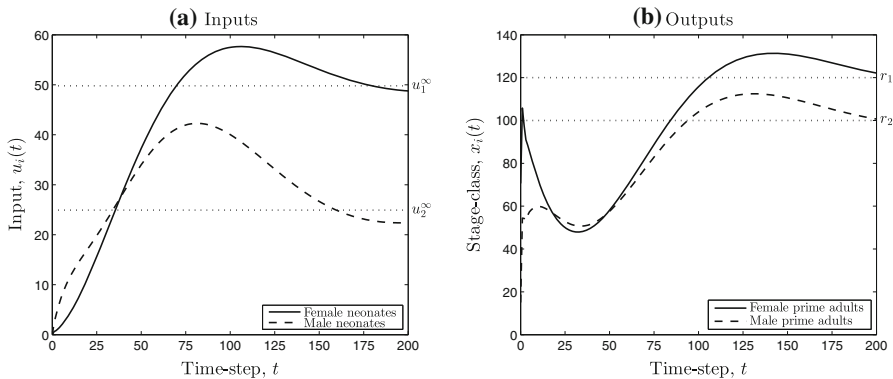 (a) Inputs
60
50
40
30
20
10
0
Input, u_i(t)
u_1^∞
u_2^∞
Female neonates
Male neonates
0 25 50 75 100 125 150 175 200
Time-step, t
(b) Outputs
140
120
100
80
60
40
20
0
Stage-class, x_i(t)
r_1
r_2
Female prime adults
Male prime adults
0 25 50 75 100 125 150 175 200
Time-step, t